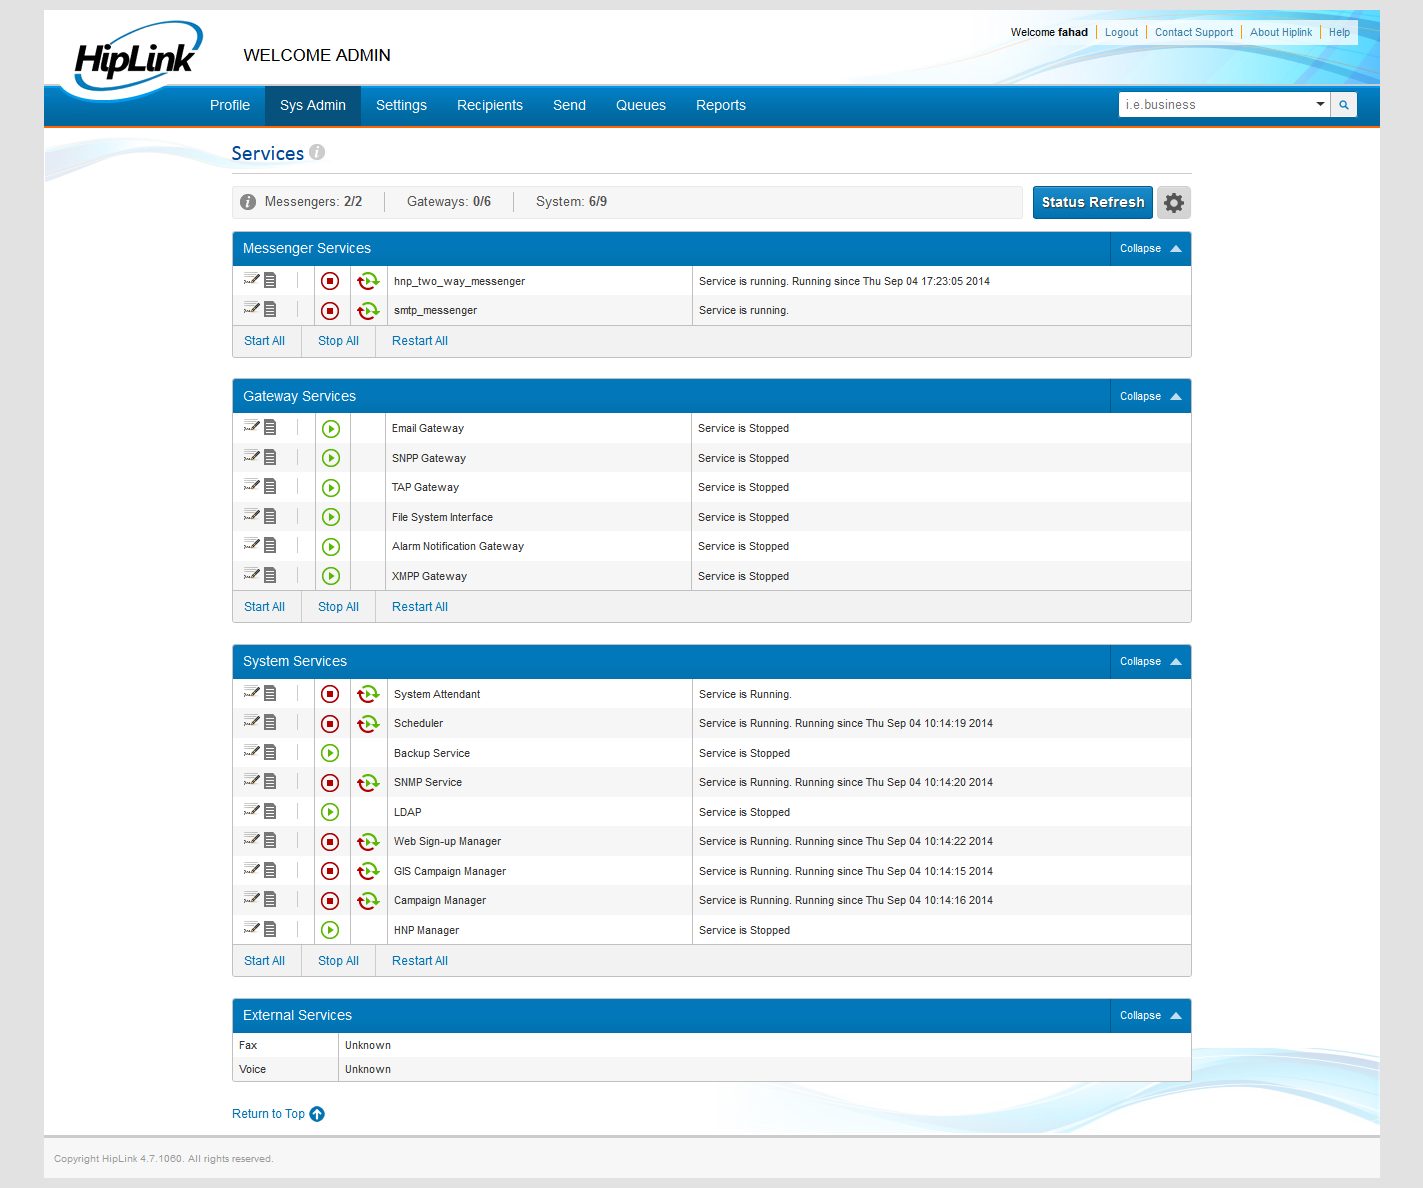 HipLink
WELCOME ADMIN
Welcome fahad Logout Contact Support About Hiplink Help
Profile Sys Admin Settings Recipients Send Queues Reports i.e.business
Services
Messengers: 2/2 Gateways: 0/6 System: 6/9 Status Refresh
Messenger Services Collapse
hnp_two_way_messenger Service is running. Running since Thu Sep 04 17:23:05 2014
smtp_messenger Service is running.
Start All Stop All Restart All
Gateway Services Collapse
Email Gateway Service is Stopped
SNPP Gateway Service is Stopped
TAP Gateway Service is Stopped
File System Interface Service is Stopped
Alarm Notification Gateway Service is Stopped
XMPP Gateway Service is Stopped
Start All Stop All Restart All
System Services Collapse
System Attendant Service is Running.
Scheduler Service is Running. Running since Thu Sep 04 10:14:19 2014
Backup Service Service is Stopped
SNMP Service Service is Running. Running since Thu Sep 04 10:14:20 2014
LDAP Service is Stopped
Web Sign-up Manager Service is Running. Running since Thu Sep 04 10:14:22 2014
GIS Campaign Manager Service is Running. Running since Thu Sep 04 10:14:15 2014
Campaign Manager Service is Running. Running since Thu Sep 04 10:14:16 2014
HNP Manager Service is Stopped
Start All Stop All Restart All
External Services Collapse
Fax Unknown
Voice Unknown
Return to Top
Copyright HipLink 4.7.1060. All rights reserved.